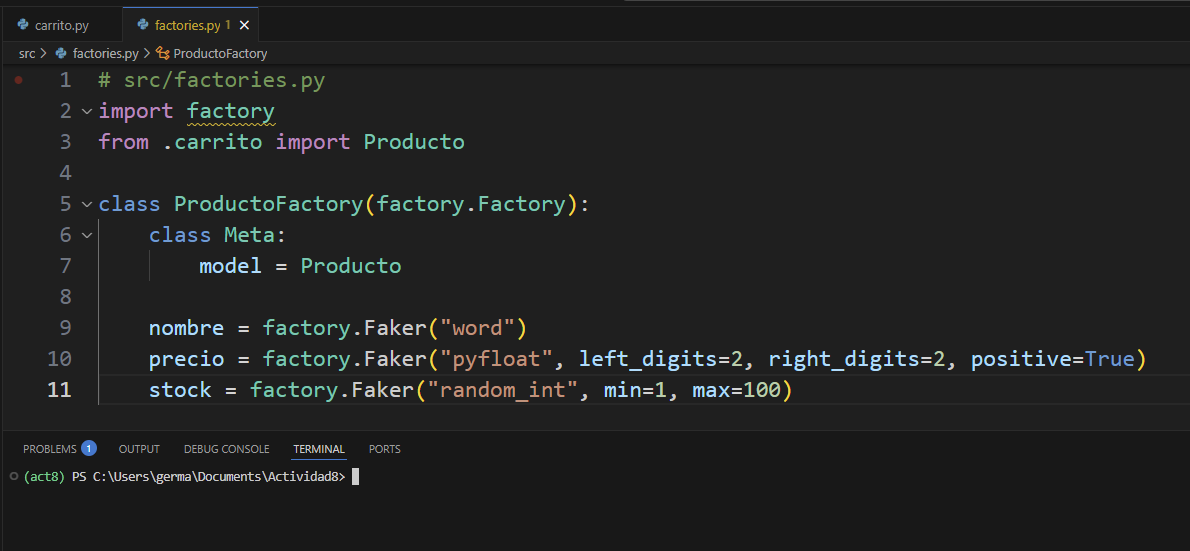 carrito.py factories.py 1
src > factories.py > ProductoFactory
1 # src/factories.py
2 import factory
3 from .carrito import Producto
4
5 class ProductoFactory(factory.Factory):
6     class Meta:
7         model = Producto
8
9     nombre = factory.Faker("word")
10     precio = factory.Faker("pyfloat", left_digits=2, right_digits=2, positive=True)
11     stock = factory.Faker("random_int", min=1, max=100)
PROBLEMS 1 OUTPUT DEBUG CONSOLE TERMINAL PORTS
(act8) PS C:\Users\germa\Documents\Actividad8>